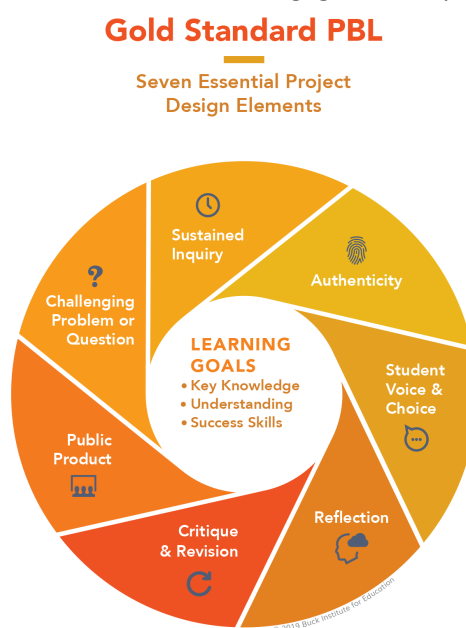 Gold Standard PBL
Seven Essential Project
Design Elements
Sustained
Inquiry
Authenticity
Student
Voice &
Choice
Reflection
Critique
& Revision
Public
Product
?
Challenging
Problem or
Question
LEARNING
GOALS
• Key Knowledge
• Understanding
• Success Skills
2019 Buck Institute for Education